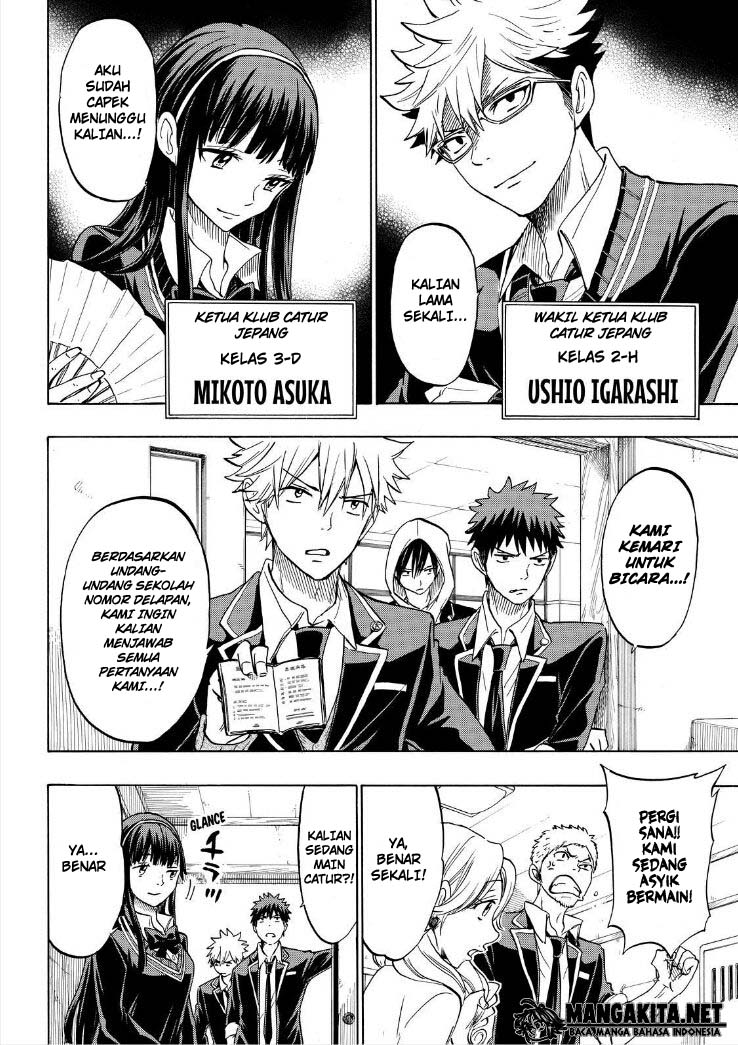 KALIAN
LAMA
SEKALI...
WAKIL KETUA KLUB
CATUR JEPANG
KELAS 2-H
USHIO IGARASHI
AKU
SUDAH
CAPEK
MENUNGGU
KALIAN...!
KETUA KLUB CATUR
JEPANG
KELAS 3-D
MIKOTO ASUKA
KAMI
KEMARI
UNTUK
BICARA...!
BERDASARKAN
UNDANG-
UNDANG SEKOLAH
NOMOR DELAPAN,
KAMI INGIN
KALIAN
MENJAWAB
SEMUA
PERTANYAAN
KAMI...!
PERGI
SANA!!
KAMI
SEDANG
ASYIK
BERMAIN!
YA,
BENAR
SEKALI!
KALIAN
SEDANG
MAIN
CATUR?!
GLANCE
チラッ
YA...
BENAR
MANGAKITA.NET
BACA MANGA BAHASA INDONESIA